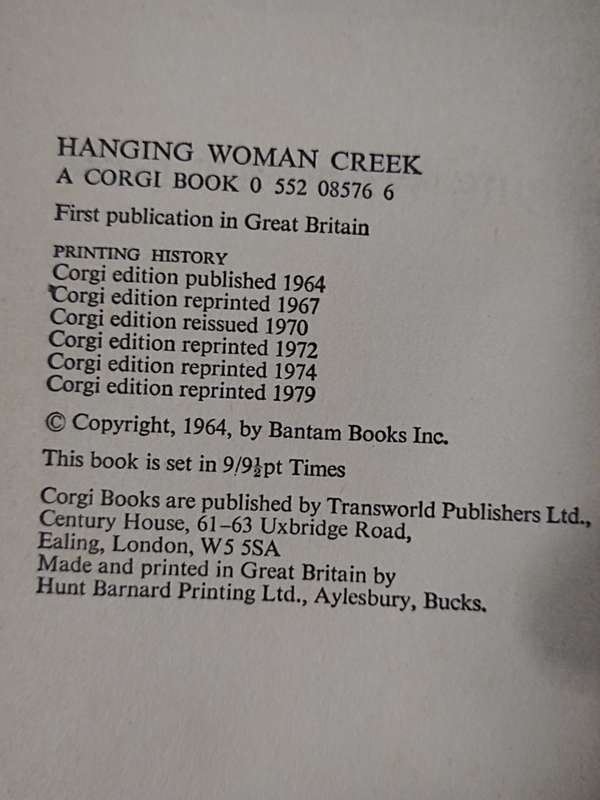 HANGING WOMAN CREEK
A CORGI BOOK 0 552 08576 6
First publication in Great Britain
PRINTING HISTORY
Corgi edition published 1964
Corgi edition reprinted 1967
Corgi edition reissued 1970
Corgi edition reprinted 1972
Corgi edition reprinted 1974
Corgi edition reprinted 1979
© Copyright, 1964, by Bantam Books Inc.
This book is set in 9/9½pt Times
Corgi Books are published by Transworld Publishers Ltd.,
Century House, 61–63 Uxbridge Road,
Ealing, London, W5 5SA
Made and printed in Great Britain by
Hunt Barnard Printing Ltd., Aylesbury, Bucks.